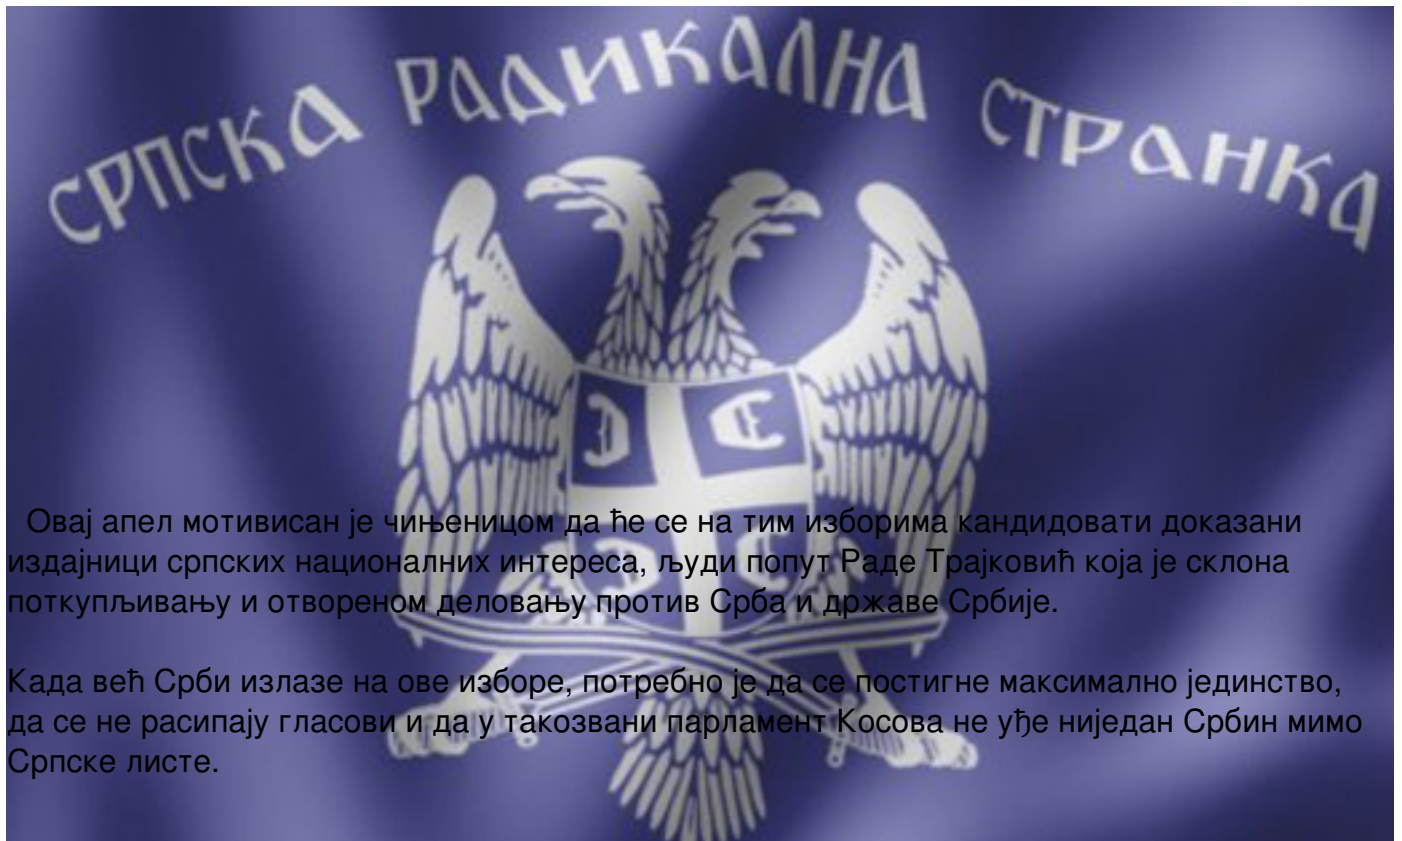 СРПСКА РАДИКАЛНА СТРАНКА
Овај апел мотивисан је чињеницом да ће се на тим изборима кандидовати доказани
издајници српских националних интереса, људи попут Раде Трајковић која је склона
поткупљивању и отвореном деловању против Срба и државе Србије.
Када већ Срби излазе на ове изборе, потребно је да се постигне максимално јединство,
да се не расипају гласови и да у такозвани парламент Косова не уђе ниједан Србин мимо
Српске листе.